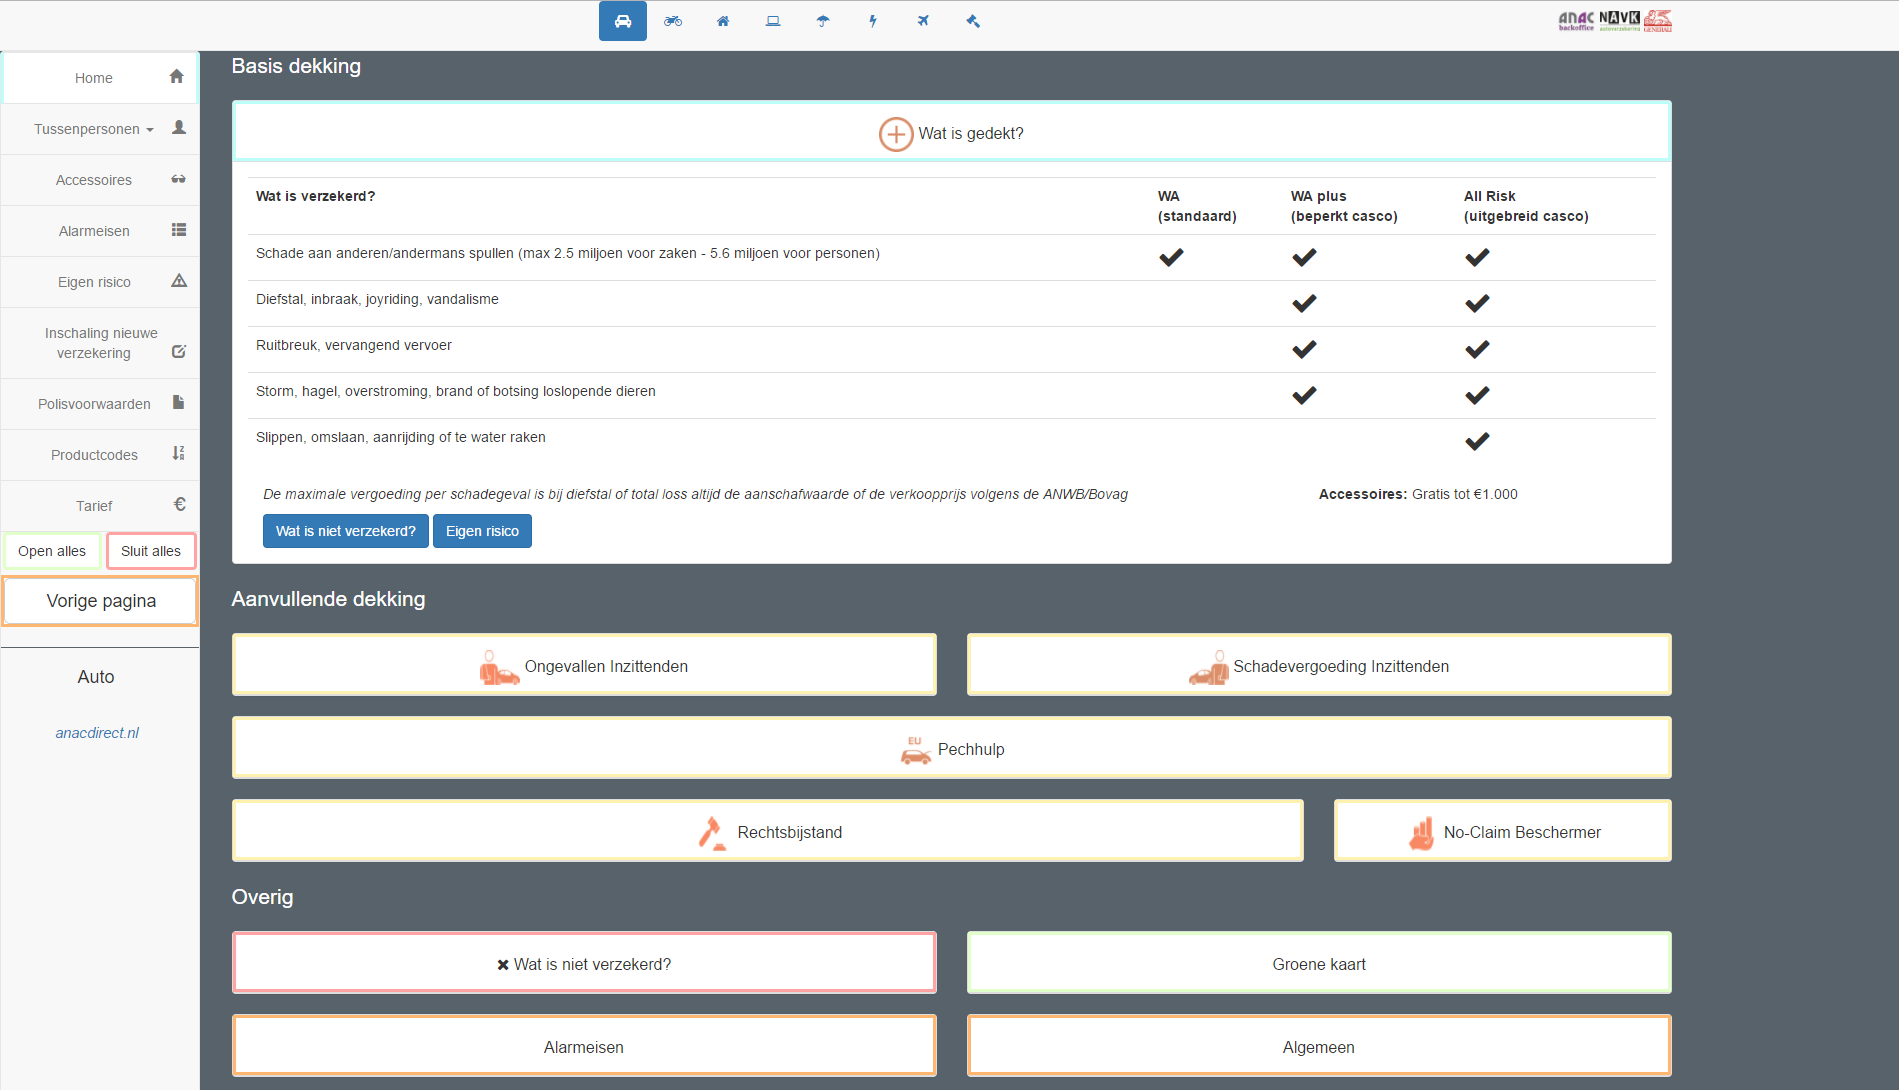 anac NAVK
backoffice autoverzekeren GENERALI
Home
Tussenpersonen
Accessoires
Alarmeisen
Eigen risico
Inschaling nieuwe
verzekering
Polisvoorwaarden
Productcodes
Tarief
Open alles Sluit alles
Vorige pagina
Auto
anacdirect.nl
Basis dekking
Wat is gedekt?
Wat is verzekerd? WA WA plus All Risk
(standaard) (beperkt casco) (uitgebreid casco)
Schade aan anderen/andermans spullen (max 2.5 miljoen voor zaken - 5.6 miljoen voor personen)
Diefstal, inbraak, joyriding, vandalisme
Ruitbreuk, vervangend vervoer
Storm, hagel, overstroming, brand of botsing loslopende dieren
Slippen, omslaan, aanrijding of te water raken
De maximale vergoeding per schadegeval is bij diefstal of total loss altijd de aanschafwaarde of de verkoopprijs volgens de ANWB/Bovag Accessoires: Gratis tot €1.000
Wat is niet verzekerd? Eigen risico
Aanvullende dekking
Ongevallen Inzittenden Schadevergoeding Inzittenden
EU Pechhulp
Rechtsbijstand No-Claim Beschermer
Overig
Wat is niet verzekerd? Groene kaart
Alarmeisen Algemeen